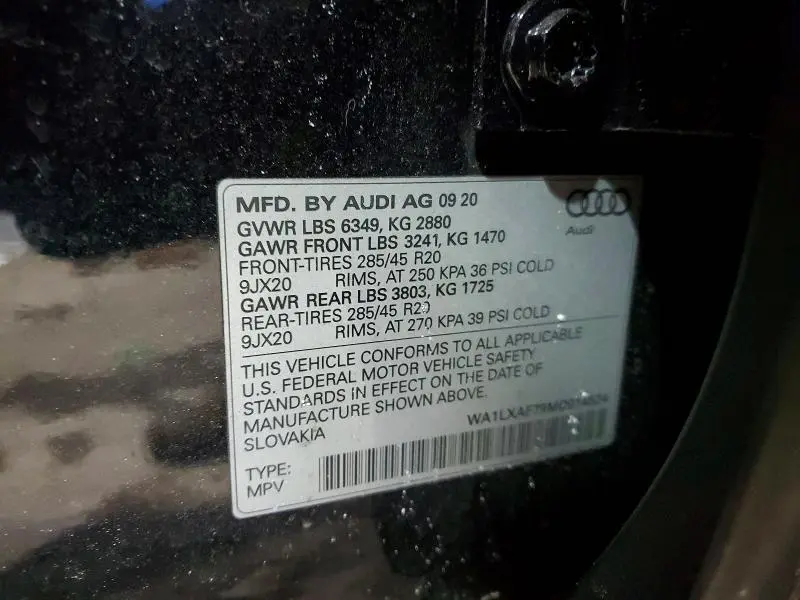 MFD. BY AUDI AG 09 20
GVWR LBS 6349, KG 2880
GAWR FRONT LBS 3241, KG 1470
FRONT-TIRES 285/45 R20
9JX20 RIMS, AT 250 KPA 36 PSI COLD
GAWR REAR LBS 3803, KG 1725
REAR-TIRES 285/45 R20
9JX20 RIMS, AT 270 KPA 39 PSI COLD
Audi
THIS VEHICLE CONFORMS TO ALL APPLICABLE
U.S. FEDERAL MOTOR VEHICLE SAFETY
STANDARDS IN EFFECT ON THE DATE OF
MANUFACTURE SHOWN ABOVE.
SLOVAKIA
TYPE:
MPV